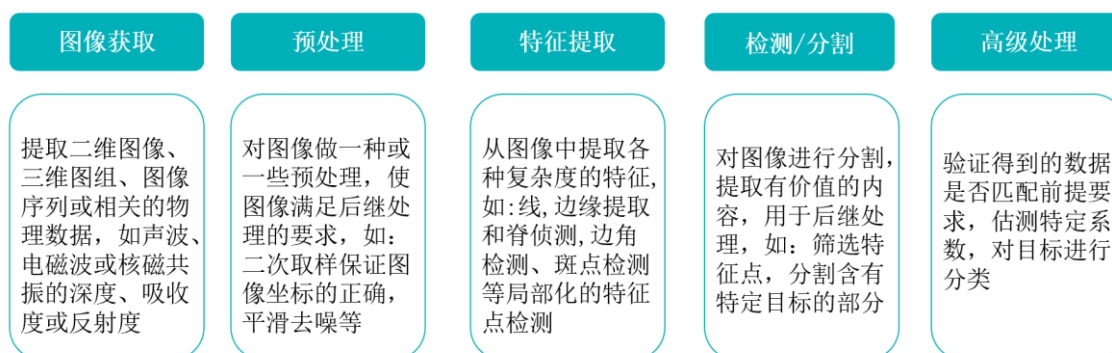 图像获取
提取二维图像、
三维图组、图像
序列或相关的物
理数据，如声波、
电磁波或核磁共
振的深度、吸收
度或反射度
预处理
对图像做一种或
一些预处理，使
图像满足后继处
理的要求，如：
二次取样保证图
像坐标的正确，
平滑去噪等
特征提取
从图像中提取各
种复杂度的特征,
如:线,边缘提取
和脊侦测,边角
检测、斑点检测
等局部化的特征
点检测
检测/分割
对图像进行分割，
提取有价值的内
容，用于后继处
理，如：筛选特
征点，分割含有
特定目标的部分
高级处理
验证得到的数据
是否匹配前提要
求，估测特定系
数，对目标进行
分类